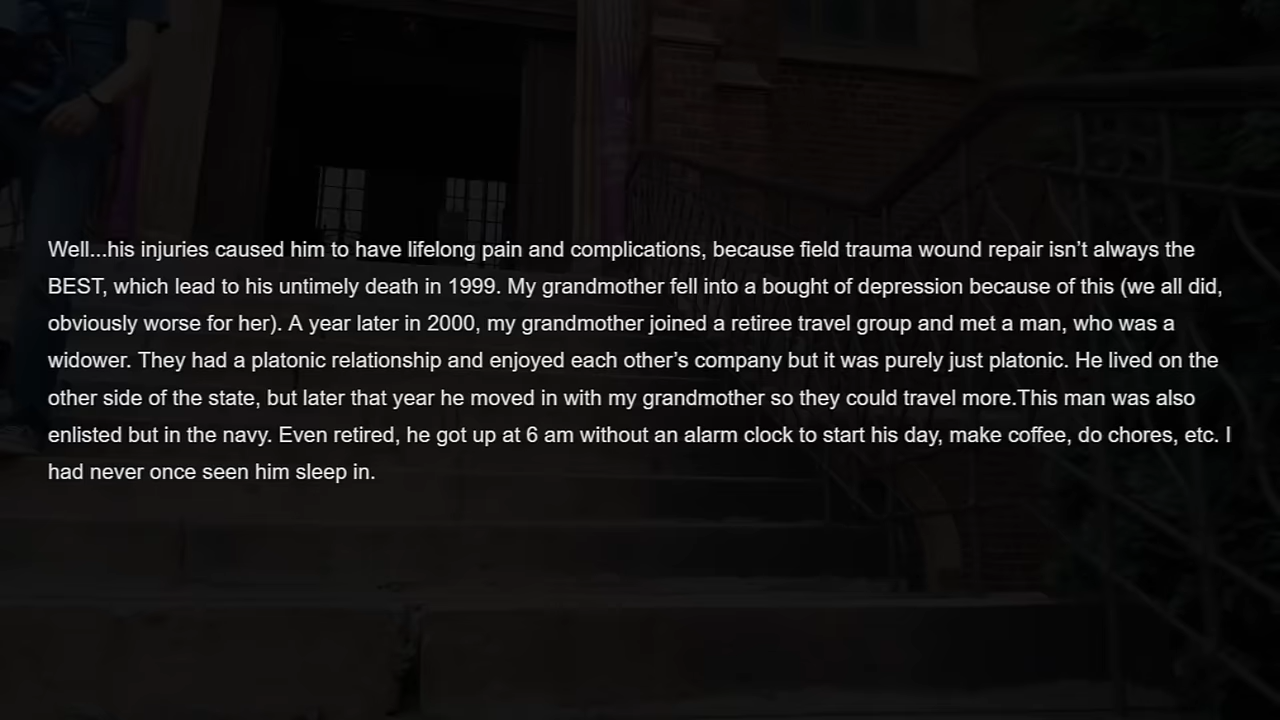 Well...his injuries caused him to have lifelong pain and complications, because field trauma wound repair isn’t always the
BEST, which lead to his untimely death in 1999. My grandmother fell into a bought of depression because of this (we all did,
obviously worse for her). A year later in 2000, my grandmother joined a retiree travel group and met a man, who was a
widower. They had a platonic relationship and enjoyed each other’s company but it was purely just platonic. He lived on the
other side of the state, but later that year he moved in with my grandmother so they could travel more.This man was also
enlisted but in the navy. Even retired, he got up at 6 am without an alarm clock to start his day, make coffee, do chores, etc. I
had never once seen him sleep in.